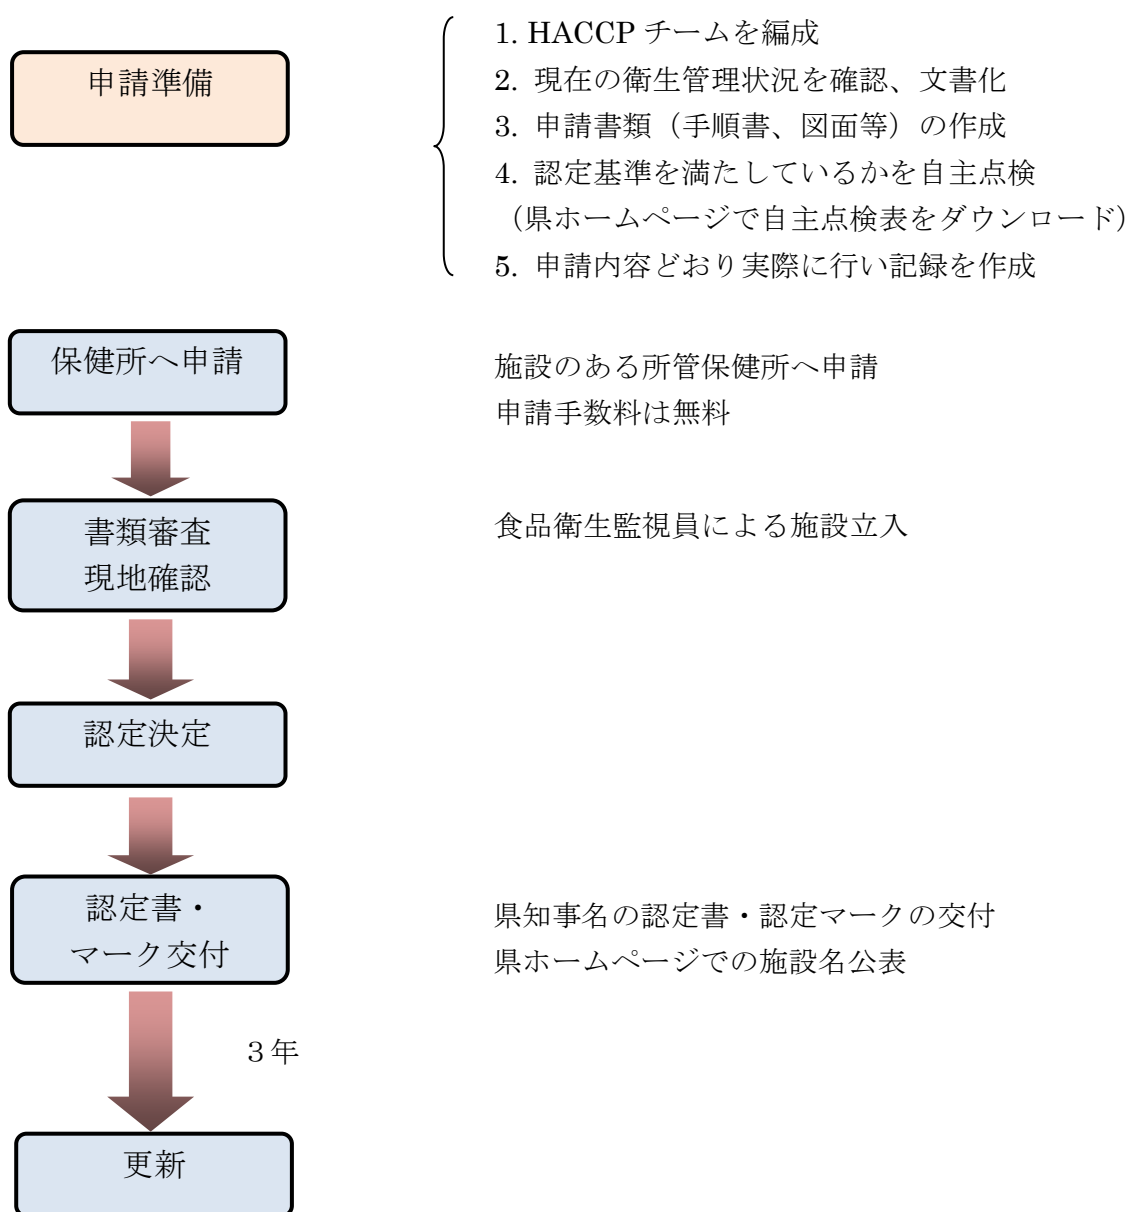 申請準備
1. HACCP チームを編成
2. 現在の衛生管理状況を確認、文書化
3. 申請書類（手順書、図面等）の作成
4. 認定基準を満たしているかを自主点検
（県ホームページで自主点検表をダウンロード）
5. 申請内容どおり実際に行い記録を作成
保健所へ申請
施設のある所管保健所へ申請
申請手数料は無料
書類審査
現地確認
食品衛生監視員による施設立入
認定決定
認定書・
マーク交付
県知事名の認定書・認定マークの交付
県ホームページでの施設名公表
３年
更新